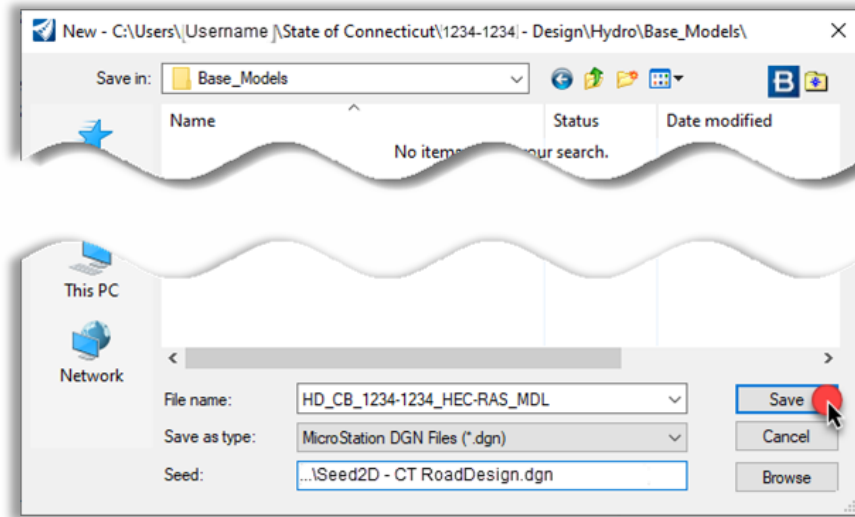 New - C:\Users\[Username]\State of Connecticut\1234-1234 - Design\Hydro\Base_Models\
Save in: Base_Models
B
Name Status Date modified
No items your search.
This PC
Network
File name: HD_CB_1234-1234_HEC-RAS_MDL Save
Save as type: MicroStation DGN Files (*.dgn) Cancel
Seed: ...\Seed2D - CT RoadDesign.dgn Browse